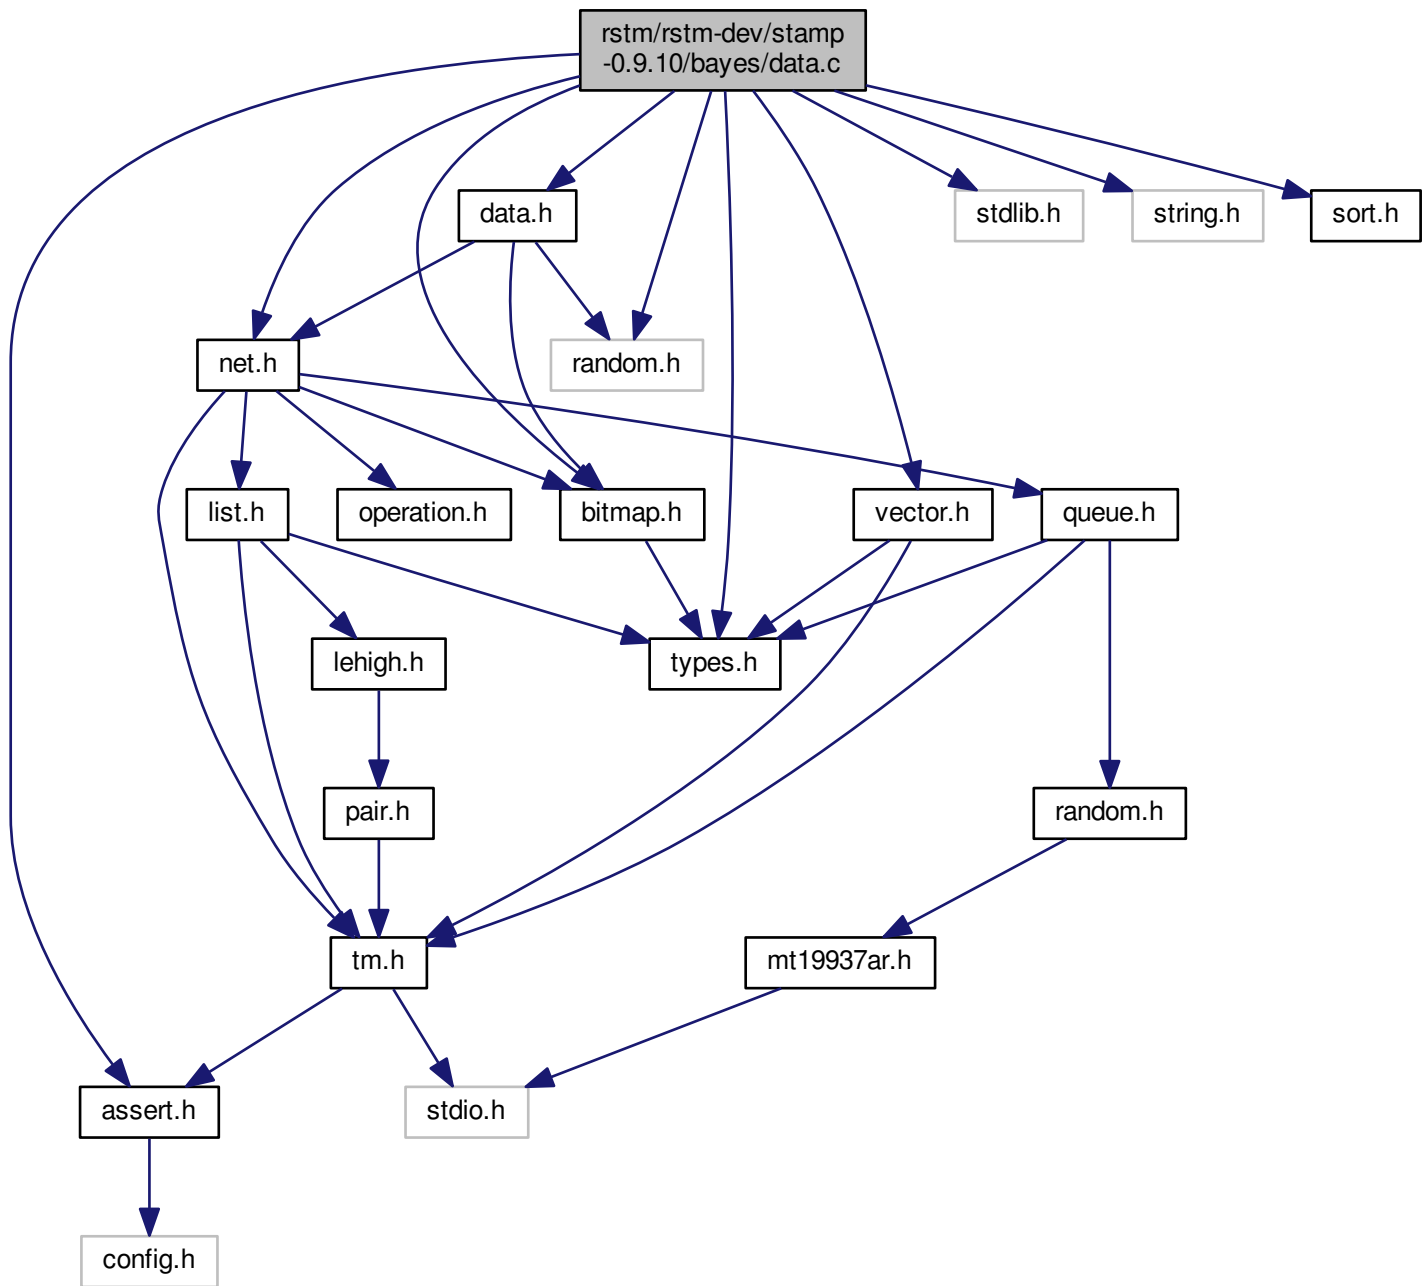 rstm/rstm-dev/stamp
-0.9.10/bayes/data.c
data.h
stdlib.h
string.h
sort.h
net.h
random.h
list.h
operation.h
bitmap.h
vector.h
queue.h
lehigh.h
types.h
pair.h
random.h
tm.h
mt19937ar.h
assert.h
stdio.h
config.h